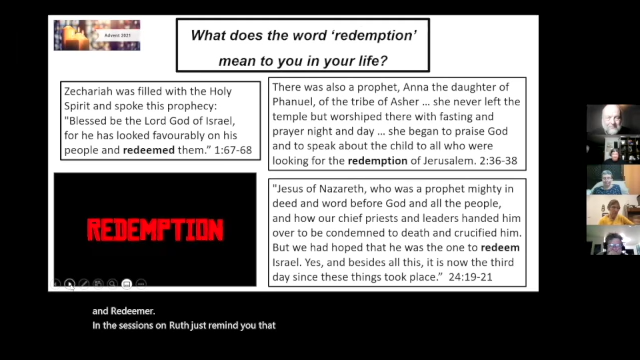 Advent 2021
What does the word ‘redemption’
mean to you in your life?
Zechariah was filled with the Holy
Spirit and spoke this prophecy:
"Blessed be the Lord God of Israel,
for he has looked favourably on his
people and redeemed them.” 1:67-68
There was also a prophet, Anna the daughter of
Phanuel, of the tribe of Asher ... she never left the
temple but worshiped there with fasting and
prayer night and day ... she began to praise God
and to speak about the child to all who were
looking for the redemption of Jerusalem. 2:36-38
REDEMPTION
"Jesus of Nazareth, who was a prophet mighty in
deed and word before God and all the people,
and how our chief priests and leaders handed him
over to be condemned to death and crucified him.
But we had hoped that he was the one to redeem
Israel. Yes, and besides all this, it is now the third
day since these things took place.” 24:19-21
and Redeemer.
In the sessions on Ruth just remind you that